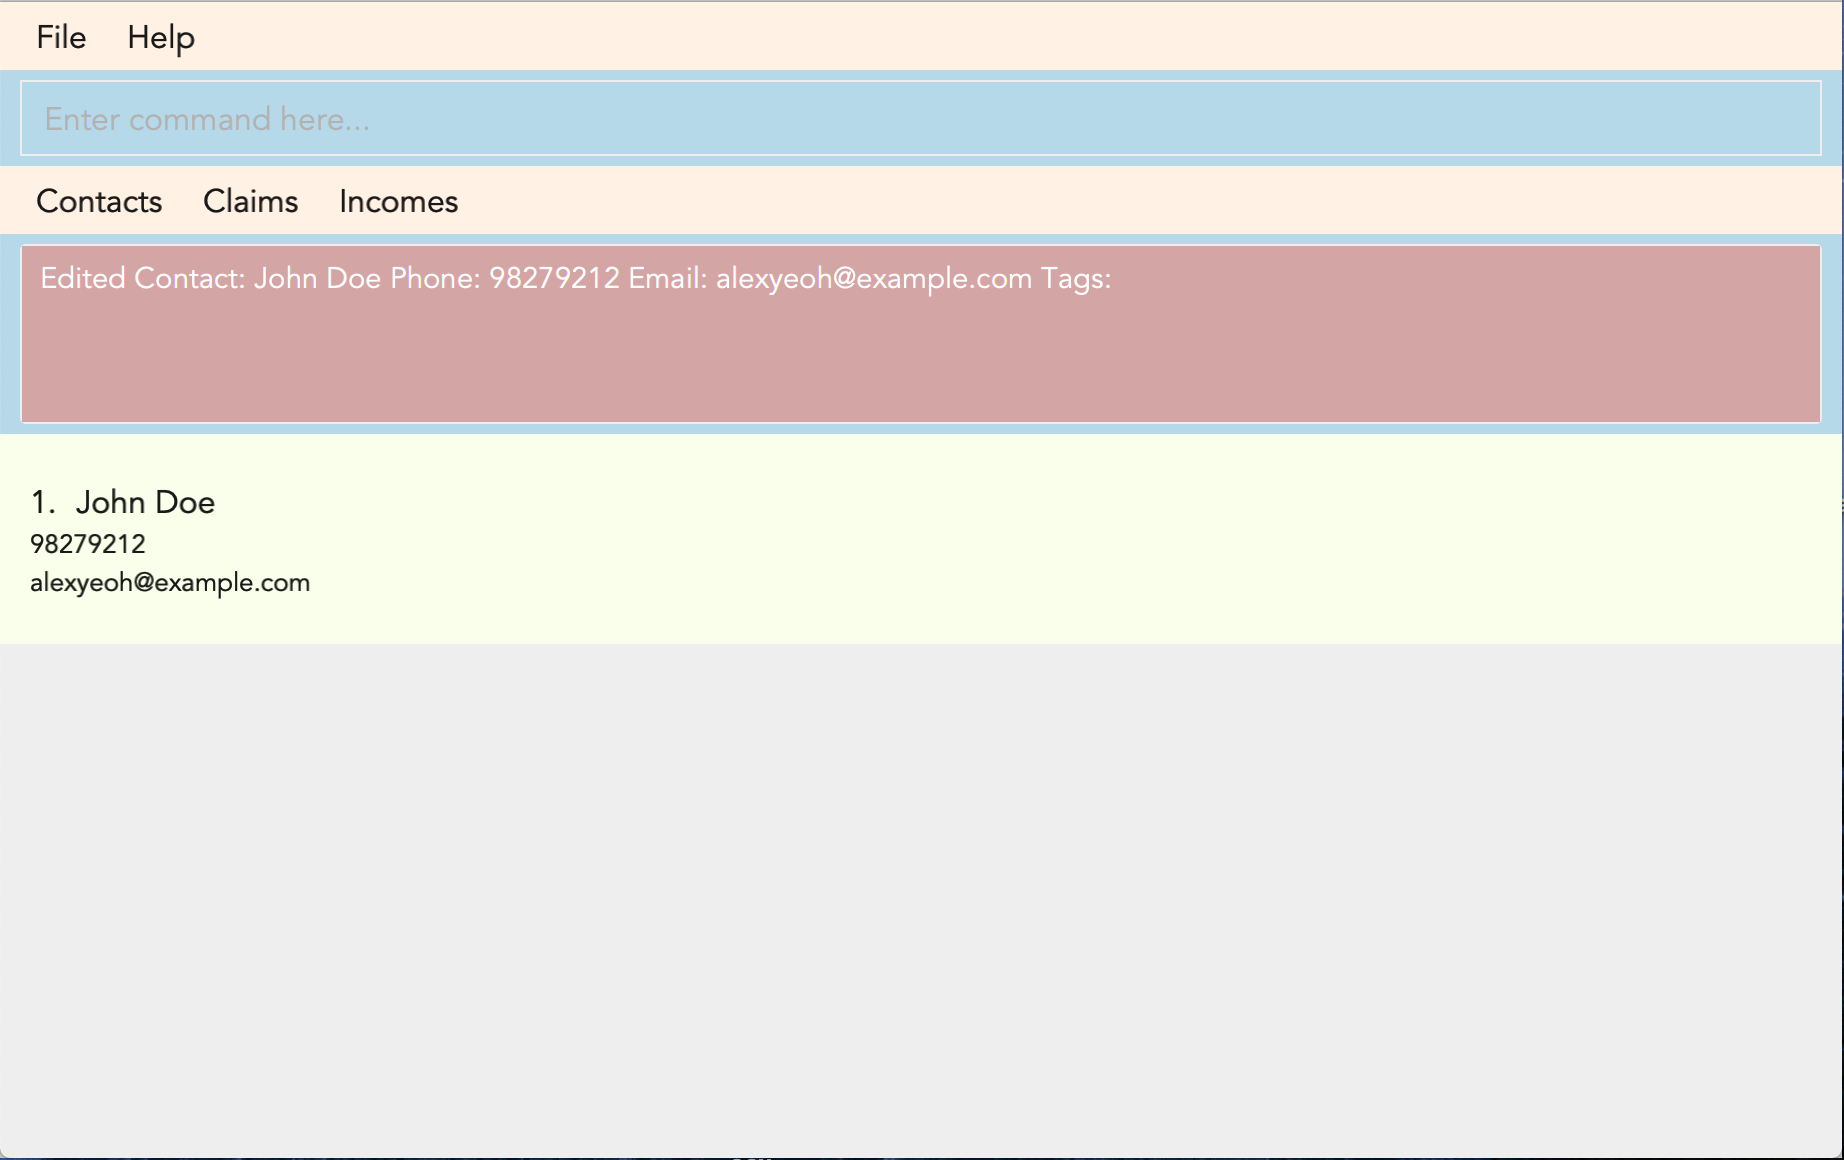 File Help
Enter command here...
Contacts Claims Incomes
Edited Contact: John Doe Phone: 98279212 Email: alexyeoh@example.com Tags:
1. John Doe
98279212
alexyeoh@example.com